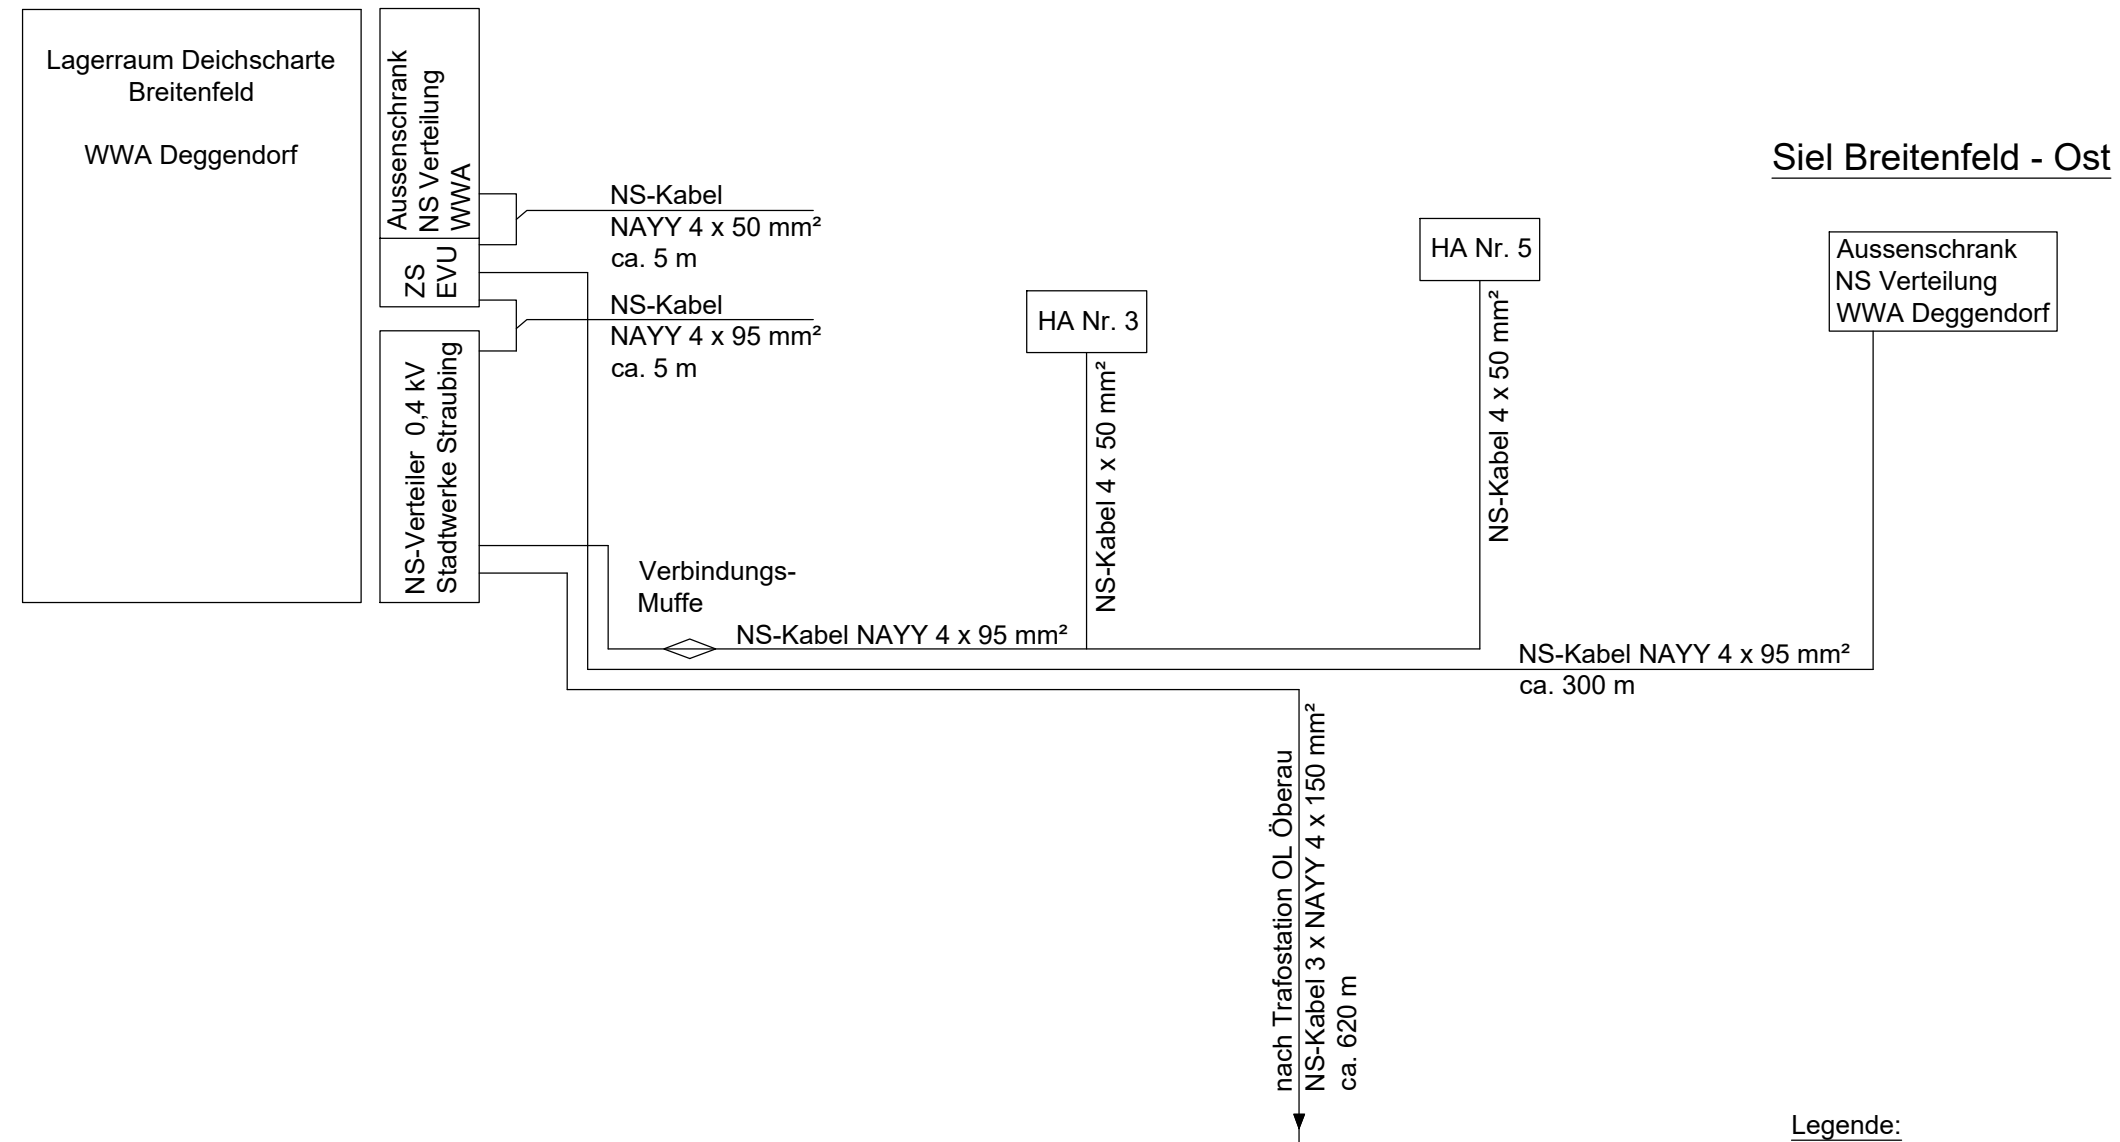 Lagerraum Deichscharte
Breitenfeld
WWA Deggendorf
Aussenschrank
NS Verteilung
WWA
ZS
EVU
NS-Verteiler 0,4 kV
Stadtwerke Straubing
NS-Kabel
NAYY 4 x 50 mm²
ca. 5 m
NS-Kabel
NAYY 4 x 95 mm²
ca. 5 m
Verbindungs-
Muffe
NS-Kabel NAYY 4 x 95 mm²
HA Nr. 3
NS-Kabel 4 x 50 mm²
HA Nr. 5
NS-Kabel 4 x 50 mm²
Siel Breitenfeld - Ost
Aussenschrank
NS Verteilung
WWA Deggendorf
NS-Kabel NAYY 4 x 95 mm²
ca. 300 m
nach Trafostation OL Öberau
NS-Kabel 3 x NAYY 4 x 150 mm²
ca. 620 m
Legende: